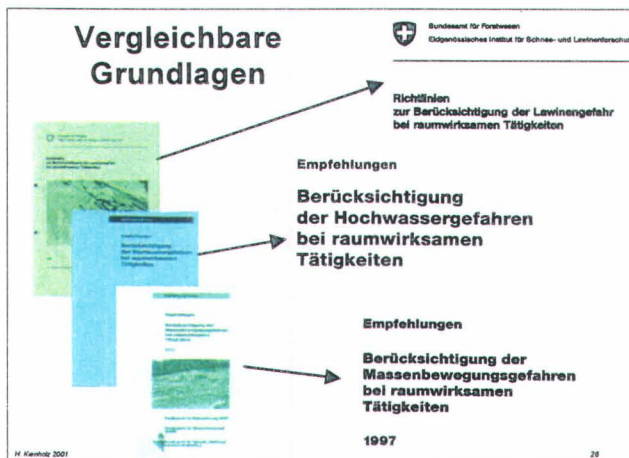 Vergleichbare
Grundlagen
Bundesamt für Forstwesen
Eidgenössisches Institut für Schnee- und Lawinenforschung
Richtlinien
zur Berücksichtigung der Lawinengefahr
bei raumwirksamen Tätigkeiten
Empfehlungen
Berücksichtigung
der Hochwassergefahren
bei raumwirksamen
Tätigkeiten
Empfehlungen
Berücksichtigung der
Massenbewegungsgefahren
bei raumwirksamen
Tätigkeiten
1997
H. Kienholz 2001
26